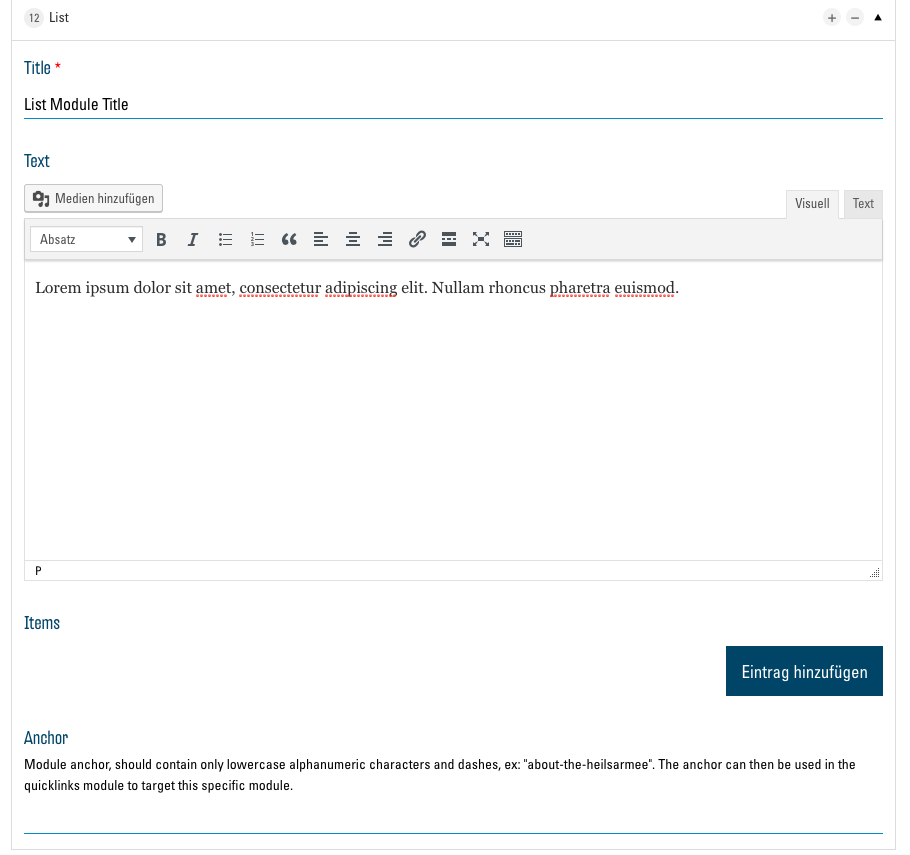 12 List
Title *
List Module Title
Text
Medien hinzufügen
Visuell Text
Absatz
Lorem ipsum dolor sit amet, consectetur adipiscing elit. Nullam rhoncus pharetra euismod.
P
Items
Eintrag hinzufügen
Anchor
Module anchor, should contain only lowercase alphanumeric characters and dashes, ex: "about-the-heilsarmee". The anchor can then be used in the
quicklinks module to target this specific module.